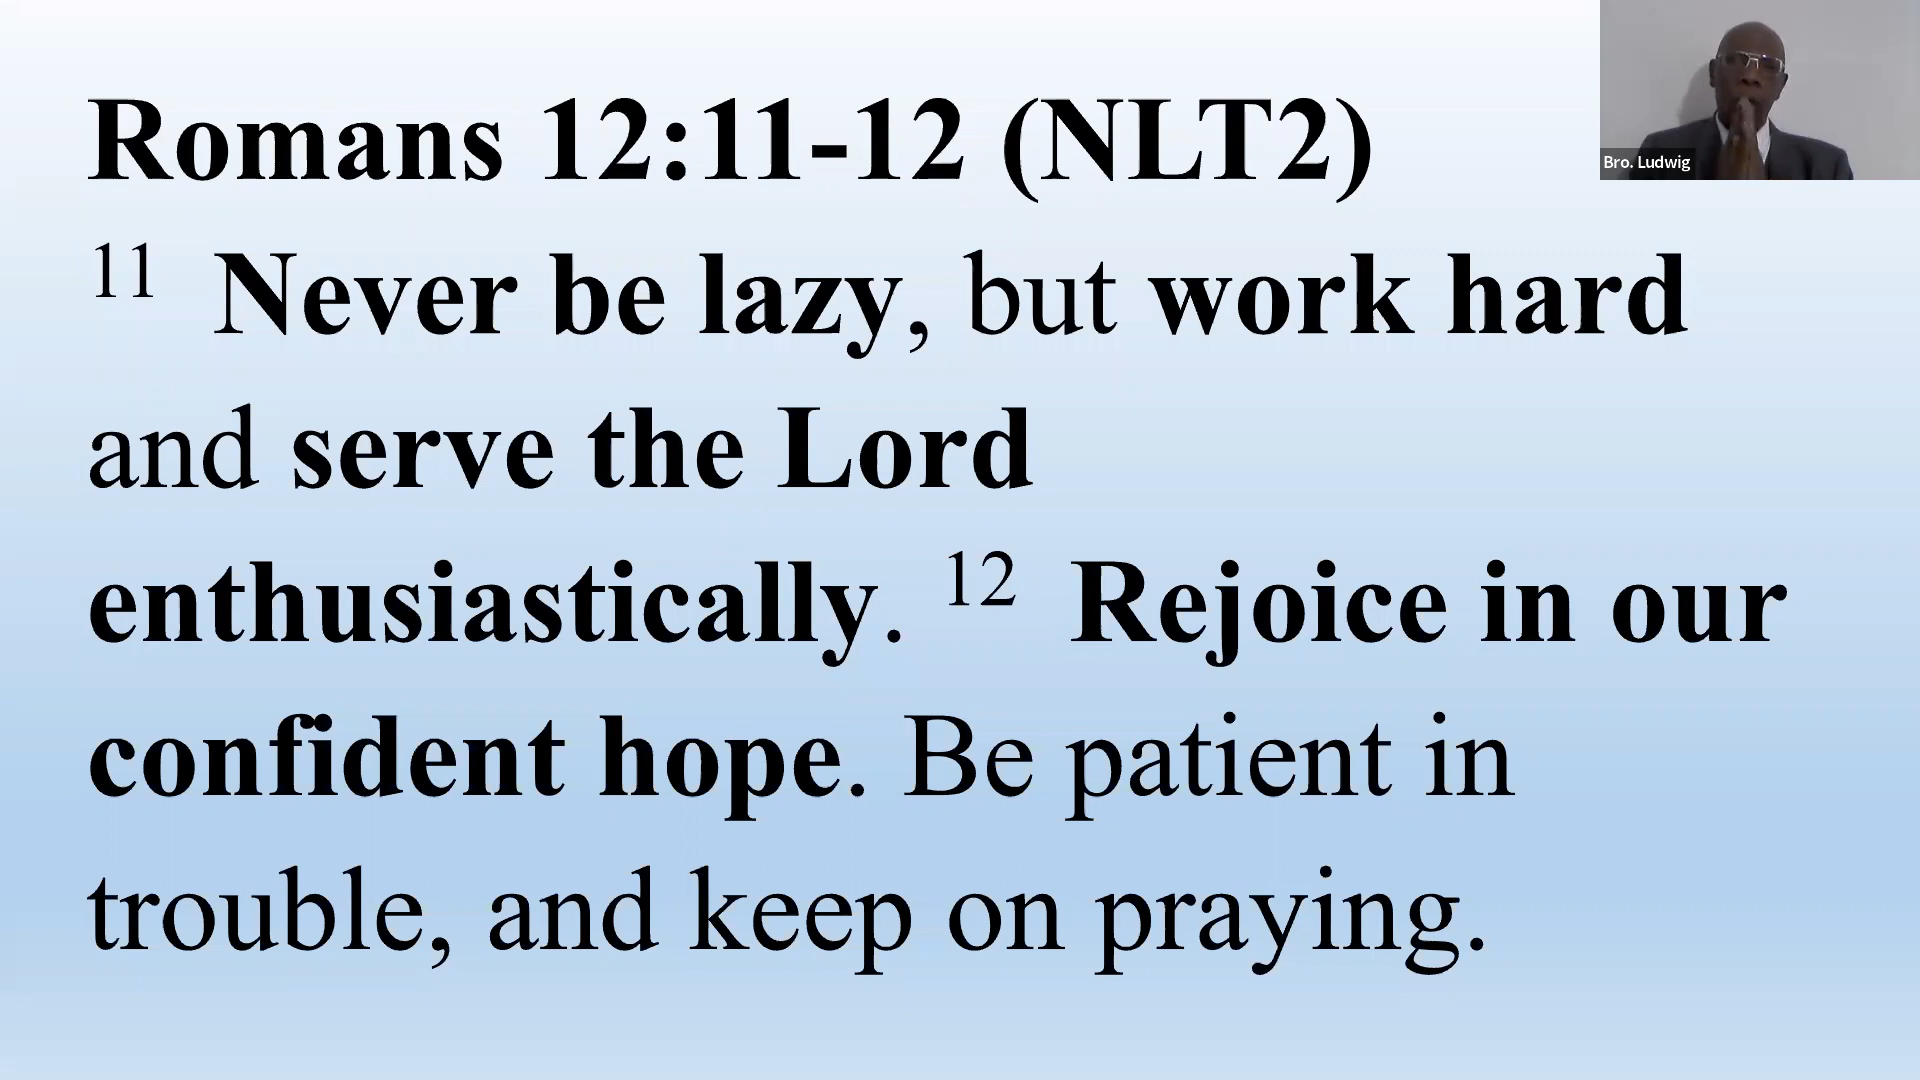 Romans 12:11-12 (NLT2)
11 Never be lazy, but work hard
and serve the Lord
enthusiastically. 12 Rejoice in our
confident hope. Be patient in
trouble, and keep on praying.
Bro. Ludwig